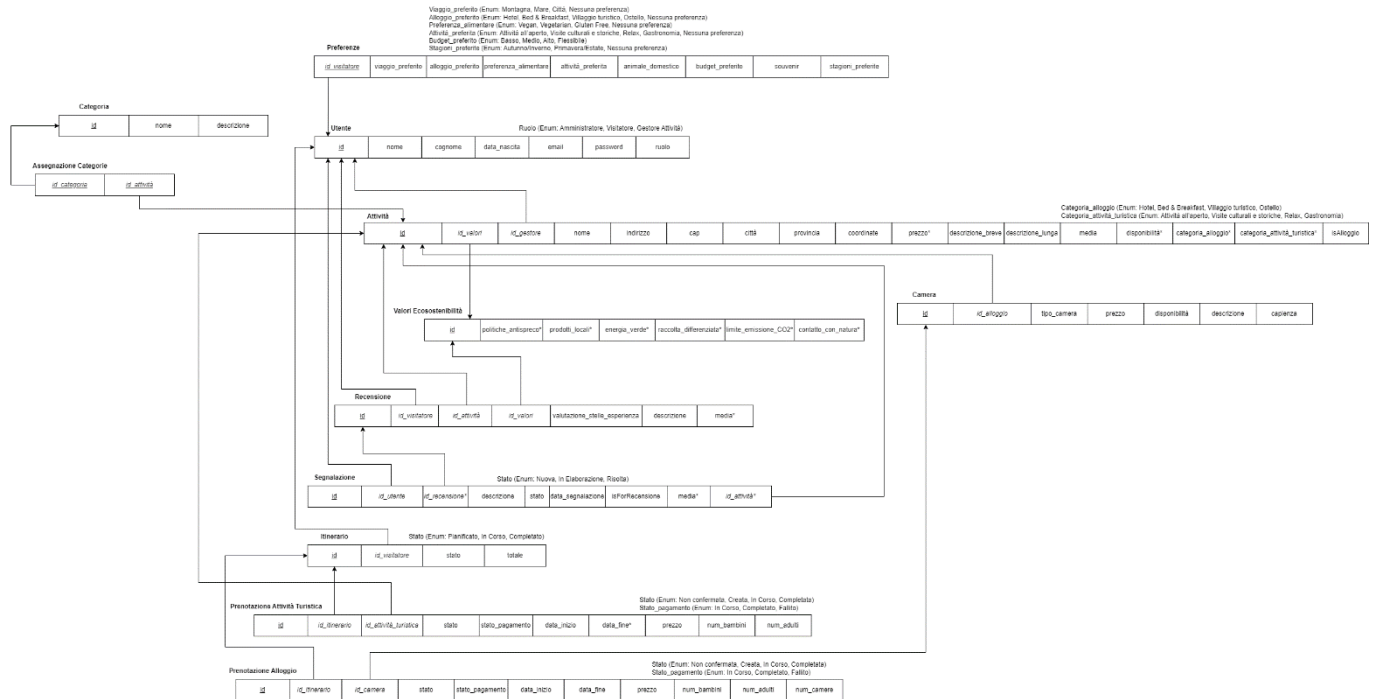 Viaggio_preferito (Enum: Montagna, Mare, Città, Nessuna preferenza)
Alloggio_preferito (Enum: Hotel, Bed & Breakfast, Villaggio turistico, Ostello, Nessuna preferenza)
Preferenza_alimentare (Enum: Vegan, Vegetarian, Gluten Free, Nessuna preferenza)
Attività_preferita (Enum: Attività all'aperto, Visite culturali e storiche, Relax, Gastronomia, Nessuna preferenza)
Budget_preferito (Enum: Basso, Medio, Alto, Flessibile)
Stagioni_preferite (Enum: Autunno/Inverno, Primavera/Estate, Nessuna preferenza)
Preferenze
id_visitatore viaggio_preferito alloggio_preferito preferenza_alimentare attività_preferita animale_domestico budget_preferito souvenir stagioni_preferite
Categoria
id nome descrizione
Utente
Ruolo (Enum: Amministratore, Visitatore, Gestore Attività)
id nome cognome data_nascita email password ruolo
Assegnazione Categorie
id_categoria id_attività
Categoria_alloggio (Enum: Hotel, Bed & Breakfast, Villaggio turistico, Ostello)
Categoria_attività_turistica (Enum: Attività all'aperto, Visite culturali e storiche, Relax, Gastronomia)
Attività
id id_valori id_gestore nome indirizzo cap città provincia coordinate prezzo* descrizione_breve descrizione_lunga media disponibilità* categoria_alloggio* categoria_attività_turistica* isAlloggio
Camera
id id_alloggio tipo_camera prezzo disponibilità descrizione capienza
Valori Ecosostenibilità
id politiche_antispreco* prodotti_locali* energia_verde* raccolta_differenziata* limite_emissione_CO2* contatto_con_natura*
Recensione
id id_visitatore id_attività id_valori valutazione_stelle_esperienza descrizione media*
Segnalazione
Stato (Enum: Nuova, In Elaborazione, Risolta)
id id_utente id_recensione* descrizione stato data_segnalazione isForRecensione media* id_attività*
Itinerario
Stato (Enum: Pianificato, In Corso, Completato)
id id_visitatore stato totale
Stato (Enum: Non confermata, Creata, In Corso, Completata)
Stato_pagamento (Enum: In Corso, Completato, Fallito)
Prenotazione Attività Turistica
id id_itinerario id_attività_turistica stato stato_pagamento data_inizio data_fine* prezzo num_bambini num_adulti
Stato (Enum: Non confermata, Creata, In Corso, Completata)
Stato_pagamento (Enum: In Corso, Completato, Fallito)
Prenotazione Alloggio
id id_itinerario id_camera stato stato_pagamento data_inizio data_fine prezzo num_bambini num_adulti num_camere